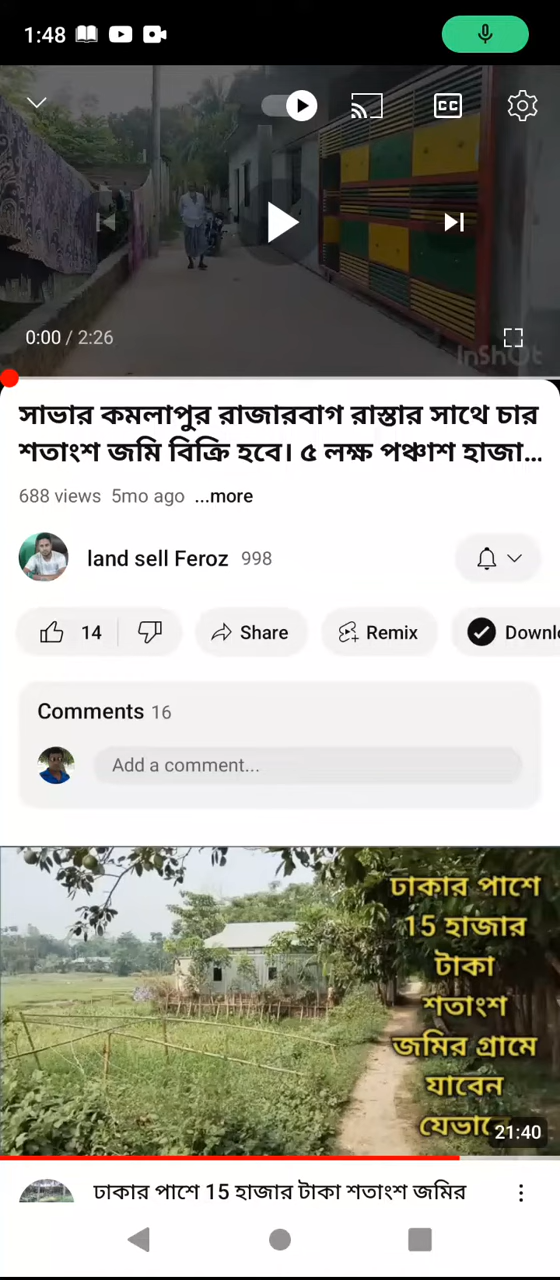 1:48
CC
0:00 / 2:26
InShOt
সাভার কমলাপুর রাজারবাগ রাস্তার সাথে চার
শতাংশ জমি বিক্রি হবে। ৫ লক্ষ পঞ্চাশ হাজা...
688 views 5mo ago ...more
land sell Feroz 998
14 Share Remix Downl
Comments 16
Add a comment...
ঢাকার পাশে
15 হাজার
টাকা
শতাংশ
জমির গ্রামে
যাবেন
21:40
ঢাকার পাশে 15 হাজার টাকা শতাংশ জমির